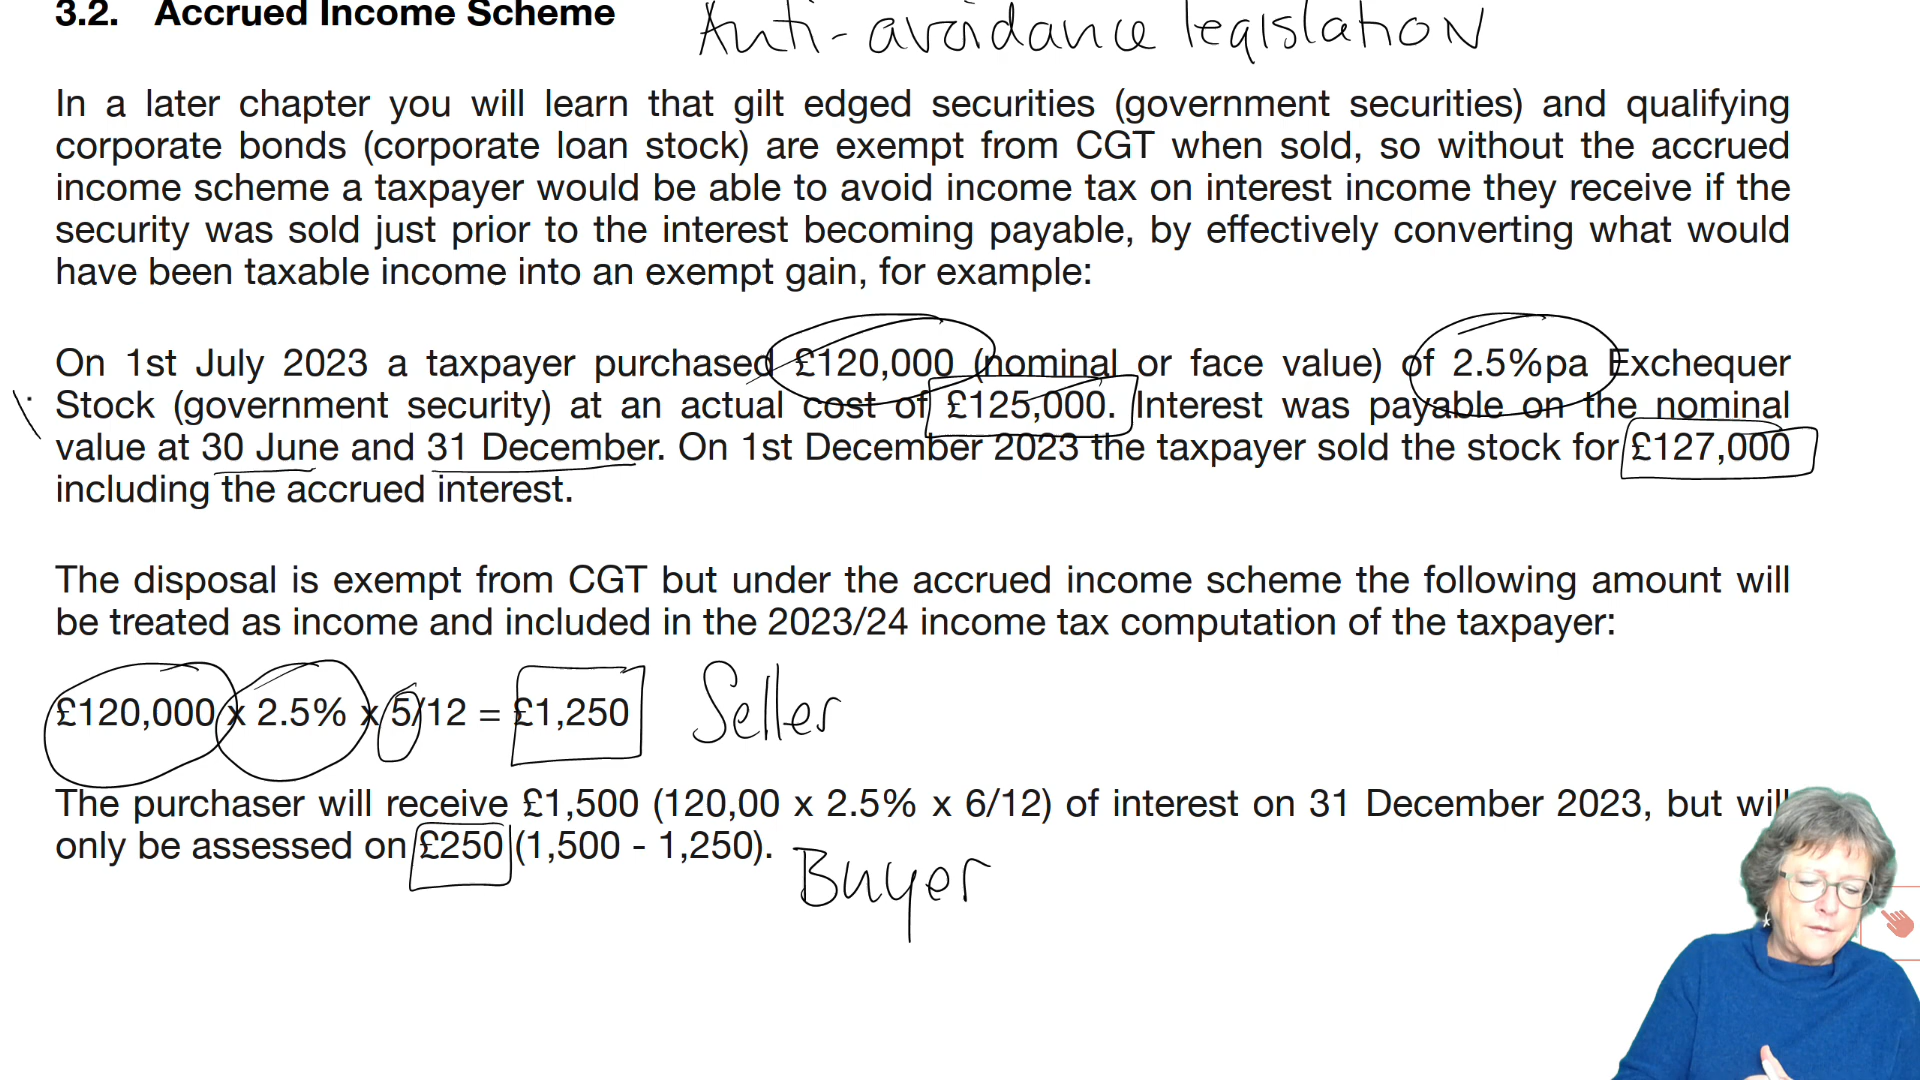 3.2. Accrued Income Scheme Anti-avoidance legislation
In a later chapter you will learn that gilt edged securities (government securities) and qualifying
corporate bonds (corporate loan stock) are exempt from CGT when sold, so without the accrued
income scheme a taxpayer would be able to avoid income tax on interest income they receive if the
security was sold just prior to the interest becoming payable, by effectively converting what would
have been taxable income into an exempt gain, for example:
On 1st July 2023 a taxpayer purchased £120,000 (nominal or face value) of 2.5%pa Exchequer
Stock (government security) at an actual cost of £125,000. Interest was payable on the nominal
value at 30 June and 31 December. On 1st December 2023 the taxpayer sold the stock for £127,000
including the accrued interest.
The disposal is exempt from CGT but under the accrued income scheme the following amount will
be treated as income and included in the 2023/24 income tax computation of the taxpayer:
£120,000 x 2.5% x 5/12 = £1,250 Seller
The purchaser will receive £1,500 (120,00 x 2.5% x 6/12) of interest on 31 December 2023, but will
only be assessed on £250 (1,500 - 1,250).
Buyer